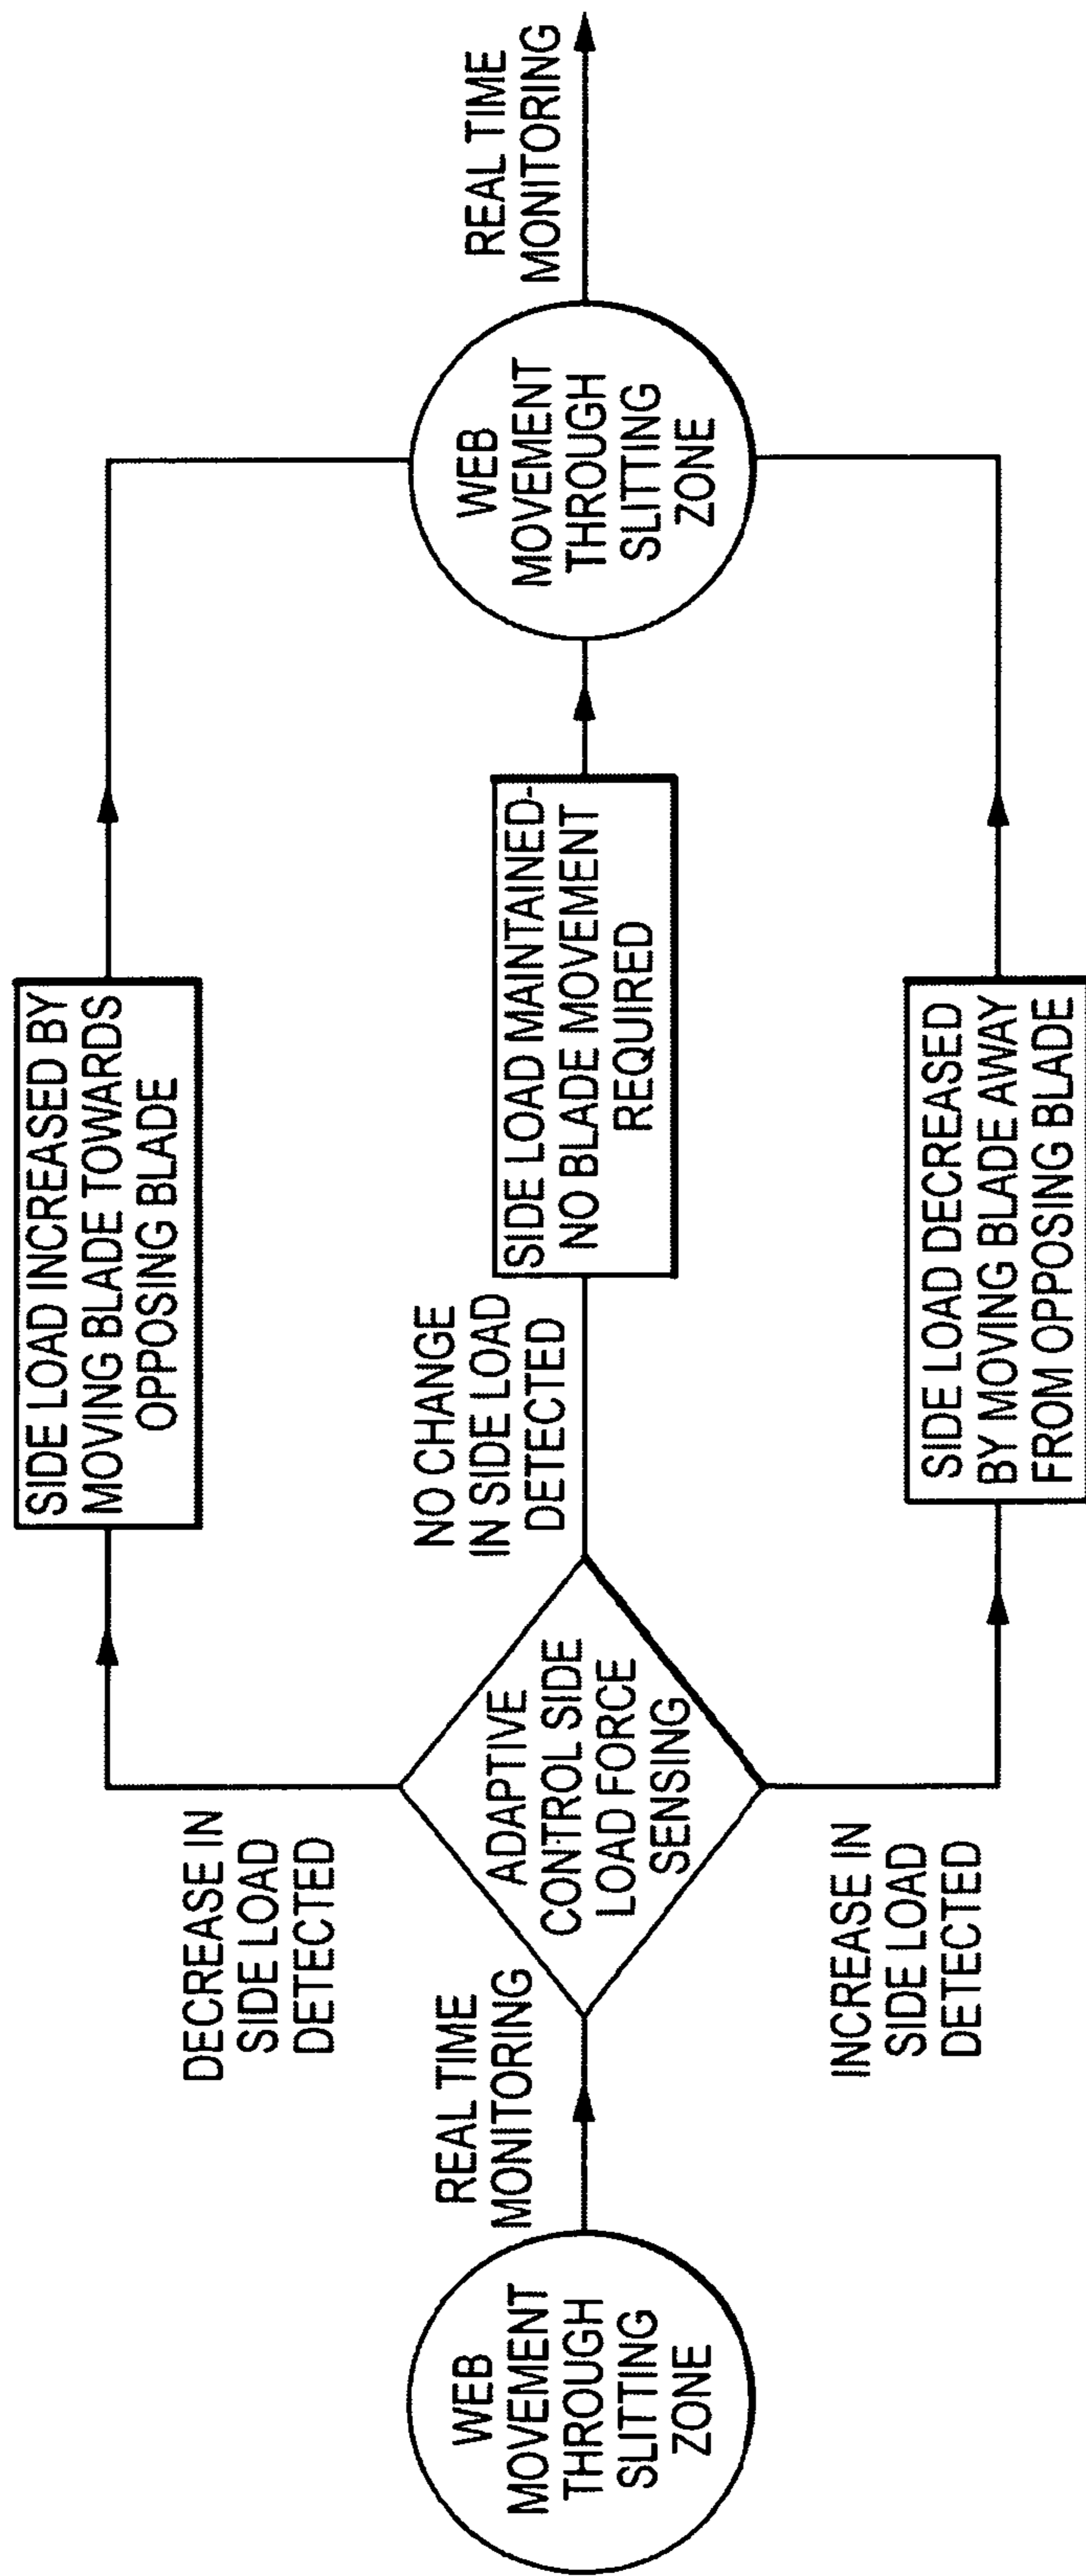 WEB
MOVEMENT
THROUGH
SLITTING
ZONE
REAL TIME
MONITORING
ADAPTIVE
CONTROL SIDE
LOAD FORCE
SENSING
DECREASE IN
SIDE LOAD
DETECTED
SIDE LOAD INCREASED BY
MOVING BLADE TOWARDS
OPPOSING BLADE
NO CHANGE
IN SIDE LOAD
DETECTED
SIDE LOAD MAINTAINED-
NO BLADE MOVEMENT
REQUIRED
INCREASE IN
SIDE LOAD
DETECTED
SIDE LOAD DECREASED
BY MOVING BLADE AWAY
FROM OPPOSING BLADE
WEB
MOVEMENT
THROUGH
SLITTING
ZONE
REAL TIME
MONITORING